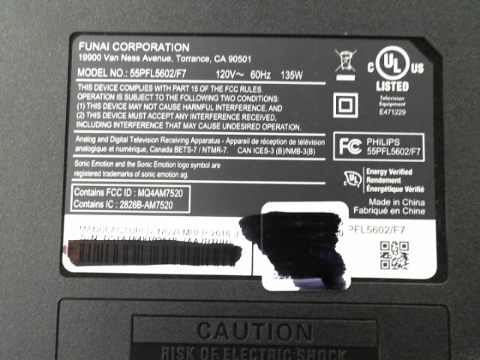 FUNAI CORPORATION
19900 Van Ness Avenue, Torrance, CA 90501
MODEL NO.: 55PFL5602/F7 120V~ 60Hz 135W
THIS DEVICE COMPLIES WITH PART 15 OF THE FCC RULES.
OPERATION IS SUBJECT TO THE FOLLOWING TWO CONDITIONS:
(1) THIS DEVICE MAY NOT CAUSE HARMFUL INTERFERENCE, AND
(2) THIS DEVICE MUST ACCEPT ANY INTERFERENCE RECEIVED,
INCLUDING INTERFERENCE THAT MAY CAUSE UNDESIRED OPERATION.
Analog and Digital Television Receiving Apparatus - Appareil de réception de télévision
analogique et numérique, Canada BETS-7 / NTMR-7. CAN ICES-3 (B)/NMB-3(B)
Sonic Emotion and the Sonic Emotion logo symbol are
registered trademarks of sonic emotion ag.
Contains FCC ID : MQ4AM7520
Contains IC : 2826B-AM7520
C UL US
LISTED
Television
Equipment
E471229
FC PHILIPS
55PFL5602/F7
Energy Verified
Rendement
Énergétique Vérifié
Made in China
Fabriqué en Chine
MANUFACTURED: NOVEMBER 2016
PFL5602/F7
CAUTION
RISK OF ELECTRIC SHOCK